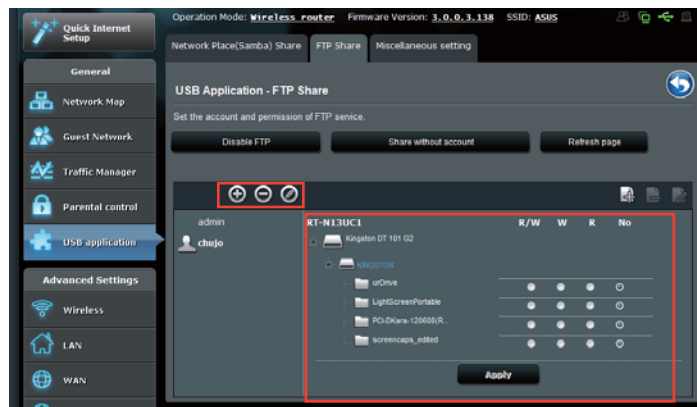 Quick Internet Setup
Operation Mode: Wireless router Firmware Version: 3.0.0.3.138 SSID: ASUS
Network Place(Samba) Share FTP Share Miscellaneous setting
General
Network Map
Guest Network
Traffic Manager
Parental control
USB application
Advanced Settings
Wireless
LAN
WAN
USB Application - FTP Share
Set the account and permission of FTP service.
Disable FTP Share without account Refresh page
admin
chujo
RT-N13UC1 R/W W R No
Kingston DT 101 G2
KINGSTON
urDrive
LightScreenPortable
PCI-DKara-120608(R...
screencaps_edited
Apply